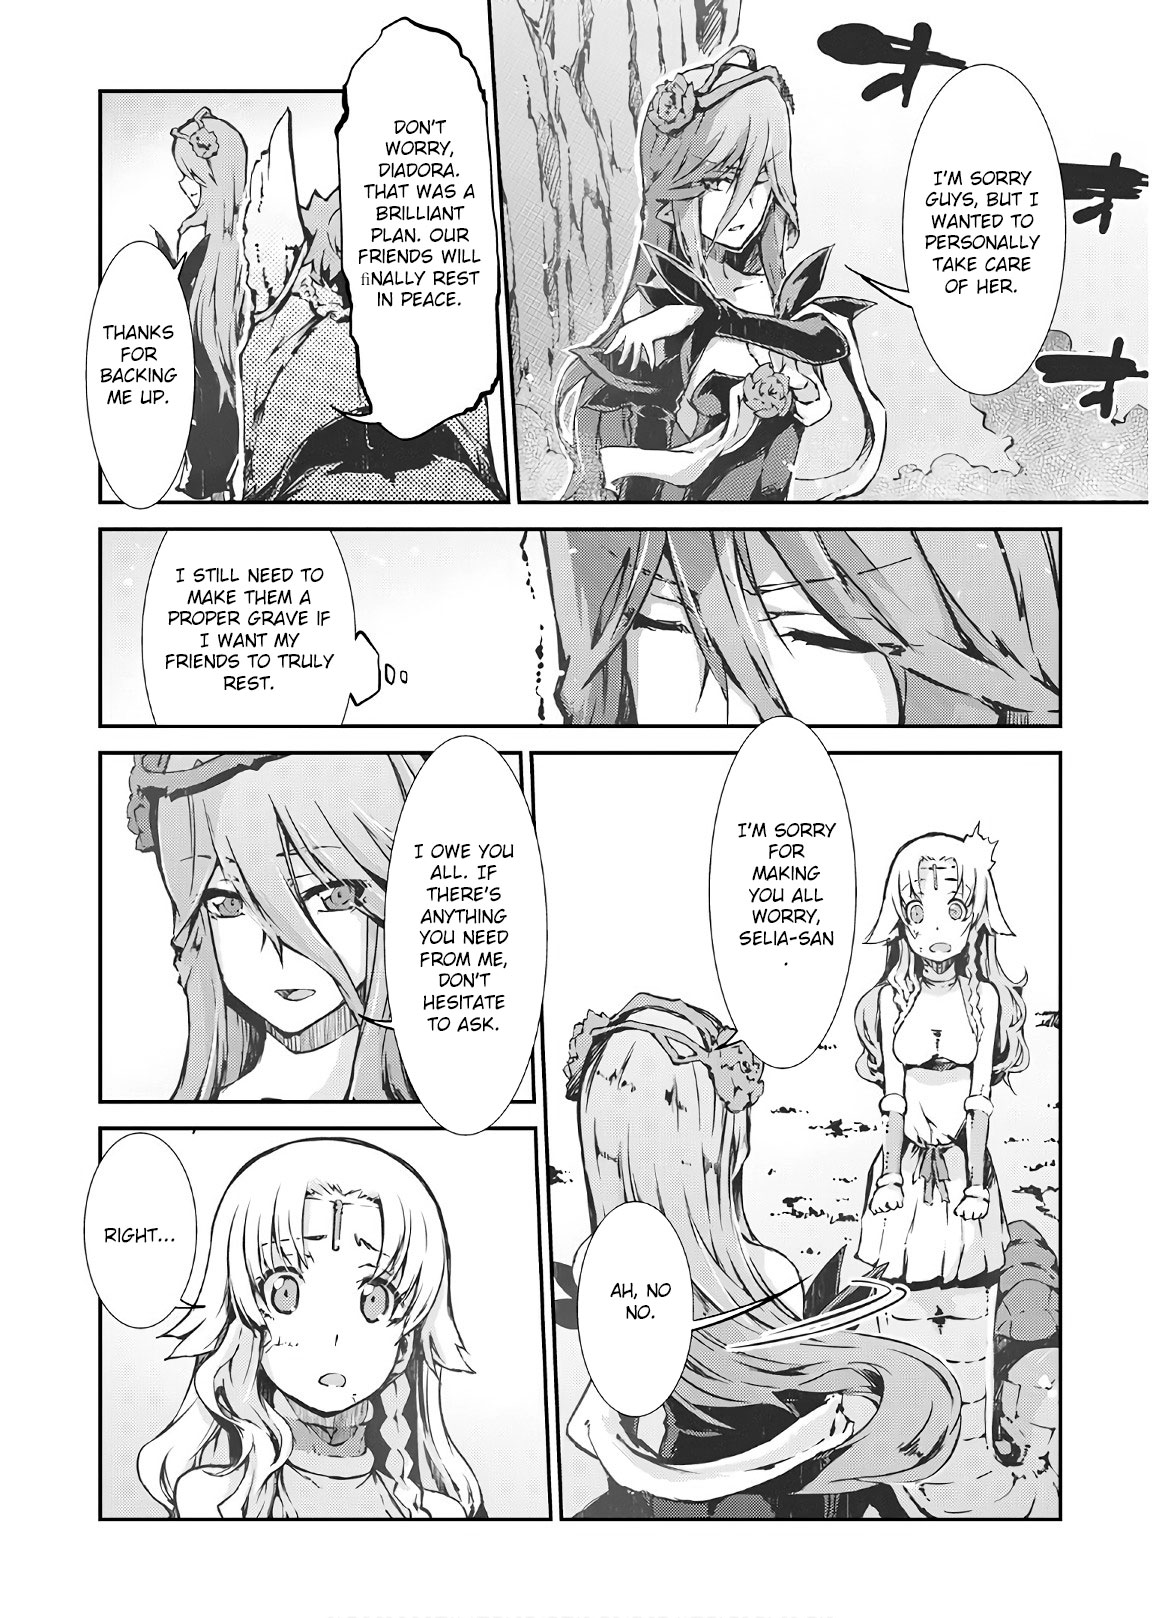 オ
オ
オ
I'M SORRY
GUYS, BUT I
WANTED TO
PERSONALLY
TAKE CARE
OF HER.
DON'T
WORRY,
DIADORA.
THAT WAS A
BRILLIANT
PLAN. OUR
FRIENDS WILL
fiNALLY REST
IN PEACE.
THANKS
FOR
BACKING
ME UP.
I STILL NEED TO
MAKE THEM A
PROPER GRAVE IF
I WANT MY
FRIENDS TO TRULY
REST.
I'M SORRY
FOR
MAKING
YOU ALL
WORRY,
SELIA-SAN
.
AH, NO
NO.
I OWE YOU
ALL. IF
THERE'S
ANYTHING
YOU NEED
FROM ME,
DON'T
HESITATE
TO ASK.
RIGHT...